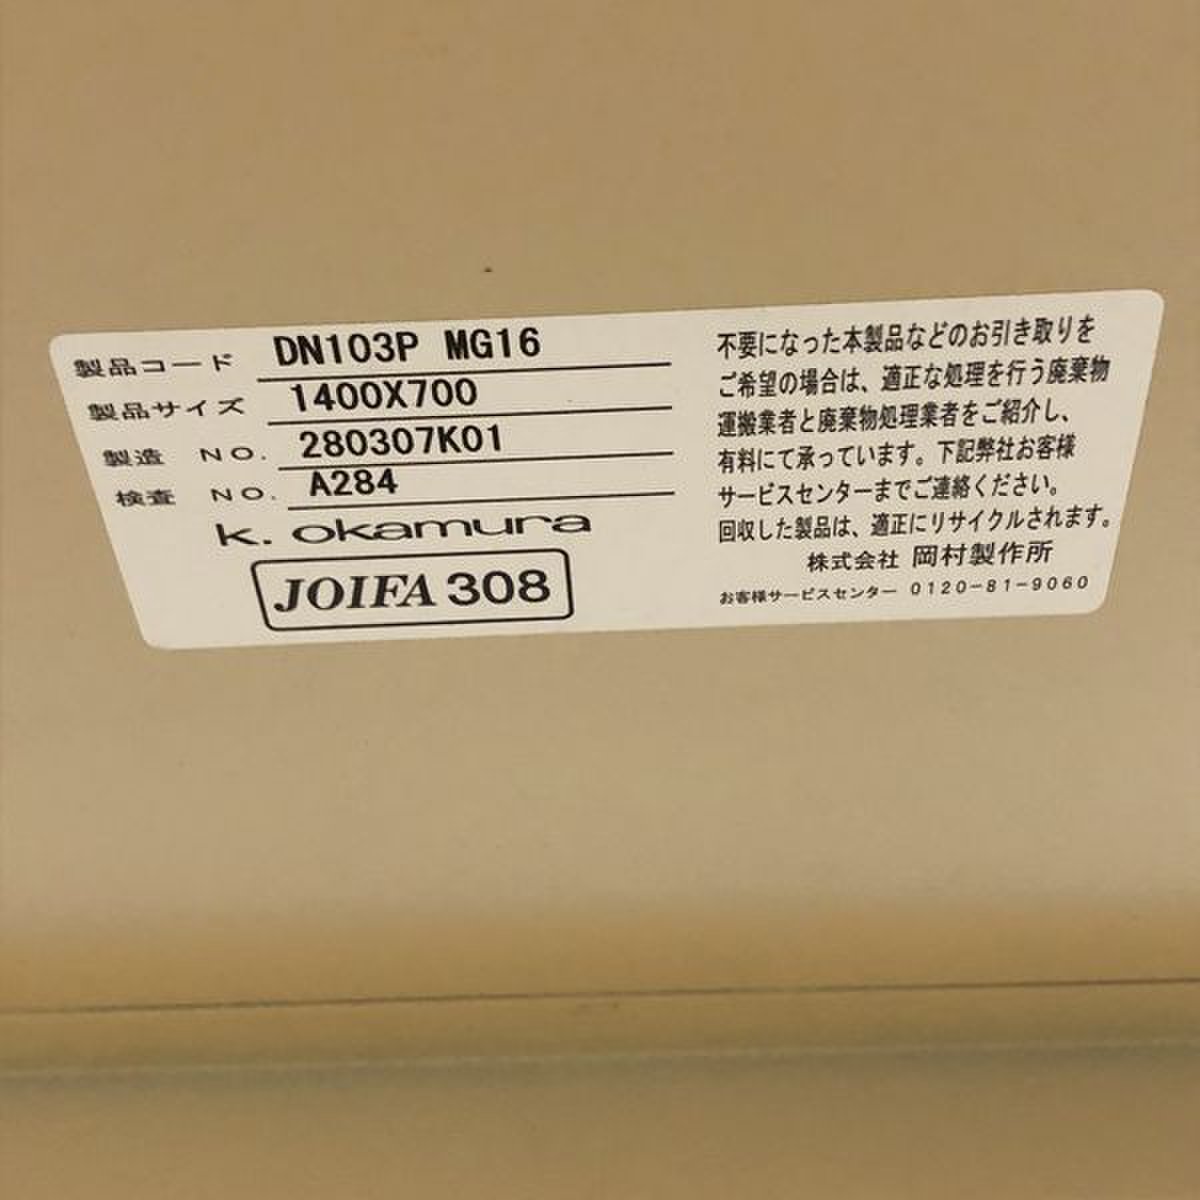 製品コード DN103P MG16
製品サイズ 1400X700
製造 NO. 280307K01
検査 NO. A284
k. okamura
JOIFA 308
不要になった本製品などのお引き取りを
ご希望の場合は、適正な処理を行う廃棄物
運搬業者と廃棄物処理業者をご紹介し、
有料にて承っています。下記弊社お客様
サービスセンターまでご連絡ください。
回収した製品は、適正にリサイクルされます。
株式会社 岡村製作所
お客様サービスセンター 0120-81-9060